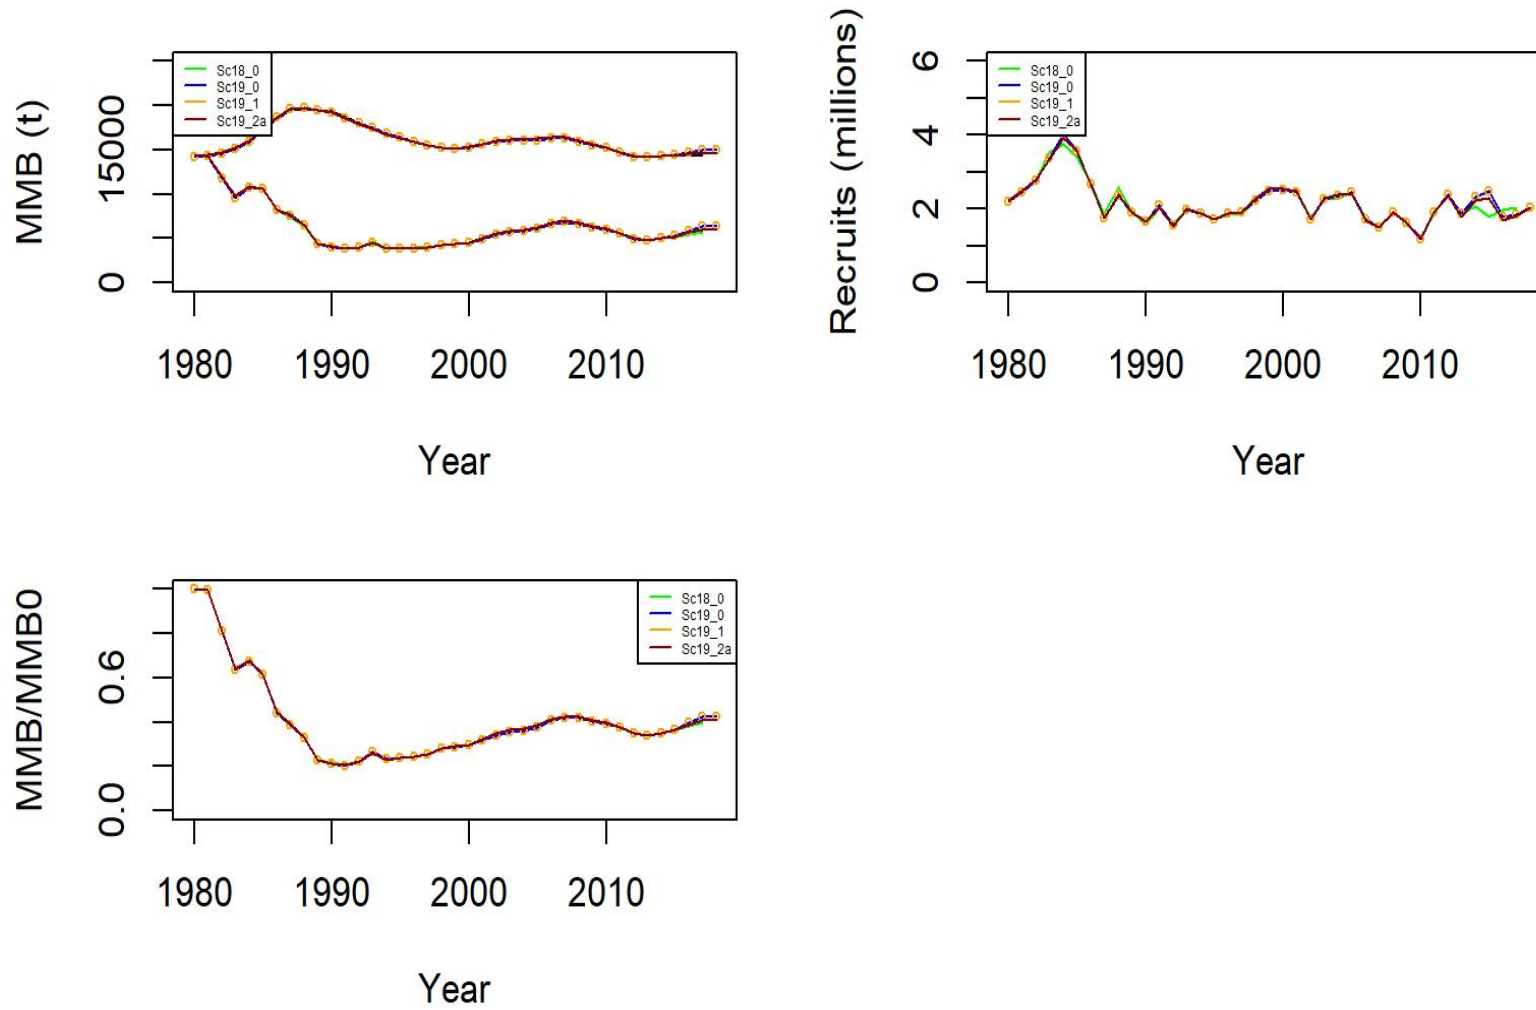 MMB (t)
15000
0
Sc18_0
Sc19_0
Sc19_1
Sc19_2a
1980 1990 2000 2010
Year
Recruits (millions)
6
4
2
0
Sc18_0
Sc19_0
Sc19_1
Sc19_2a
1980 1990 2000 2010
Year
MMB/MMB0
0.6
0.0
Sc18_0
Sc19_0
Sc19_1
Sc19_2a
1980 1990 2000 2010
Year